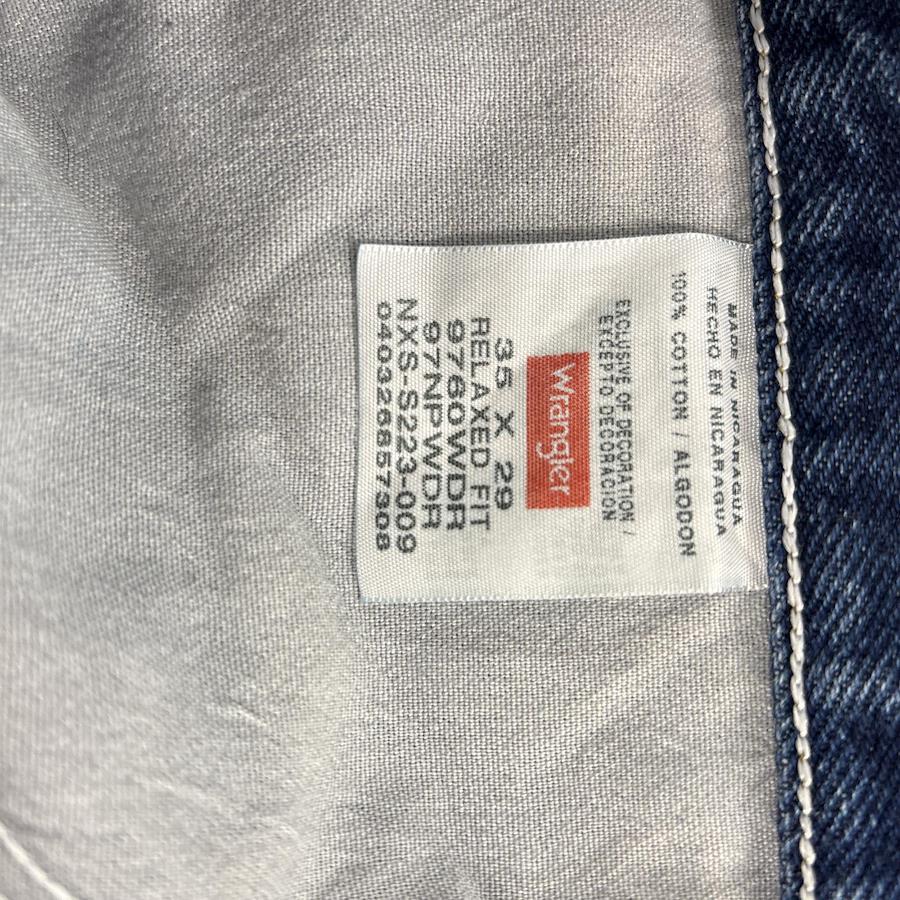 MADE IN NICARAGUA
HECHO EN NICARAGUA
100% COTTON / ALGODON
EXCLUSIVE OF DECORATION /
EXCEPTO DECORACION
Wrangler
35 X 29
RELAXED FIT
9760WDR
97NPWDR
NXS-S223-009
040326857308